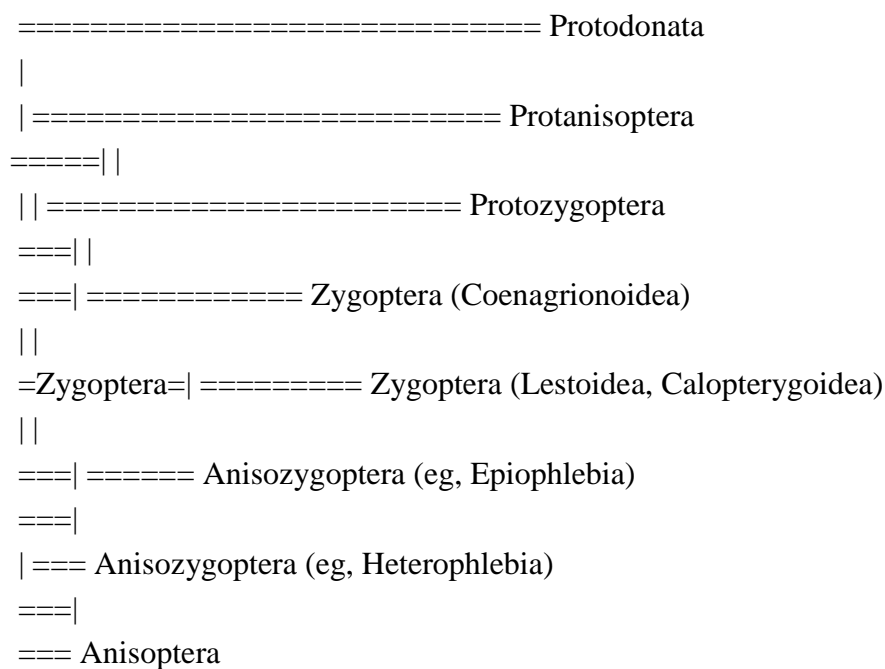 ============================= Protodonata
|
| ========================== Protanisoptera
=====| |
| | ======================= Protozygoptera
===| |
===| ============ Zygoptera (Coenagrionoidea)
| |
=Zygoptera=| ========= Zygoptera (Lestoidea, Calopterygoidea)
| |
===| ====== Anisozygoptera (eg, Epiophlebia)
===|
| === Anisozygoptera (eg, Heterophlebia)
===|
=== Anisoptera